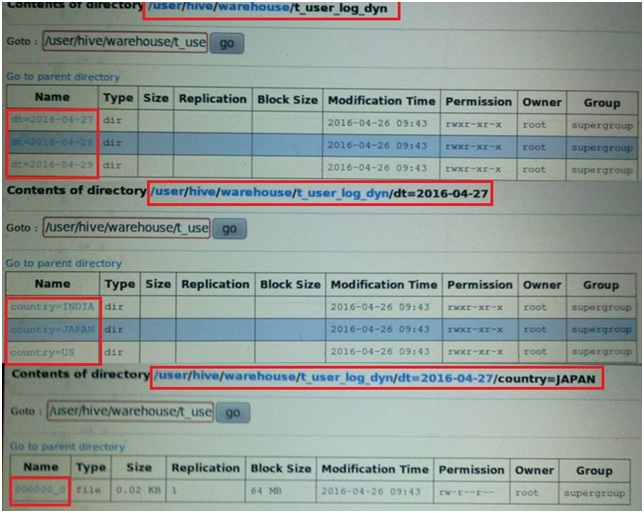 Contents of directory /user/hive/warehouse/t_user_log_dyn
Goto : /user/hive/warehouse/t_use go
Go to parent directory
Name Type Size Replication Block Size Modification Time Permission Owner Group
dt=2016-04-27 dir 2016-04-26 09:43 rwxr-xr-x root supergroup
dt=2016-04-28 dir 2016-04-26 09:43 rwxr-xr-x root supergroup
dt=2016-04-29 dir 2016-04-26 09:43 rwxr-xr-x root supergroup
Contents of directory /user/hive/warehouse/t_user_log_dyn/dt=2016-04-27
Goto : /user/hive/warehouse/t_use go
Go to parent directory
Name Type Size Replication Block Size Modification Time Permission Owner Group
country=INDIA dir 2016-04-26 09:43 rwxr-xr-x root supergroup
country=JAPAN dir 2016-04-26 09:43 rwxr-xr-x root supergroup
country=US dir 2016-04-26 09:43 rwxr-xr-x root supergroup
Contents of directory /user/hive/warehouse/t_user_log_dyn/dt=2016-04-27/country=JAPAN
Goto : /user/hive/warehouse/t_use go
Go to parent directory
Name Type Size Replication Block Size Modification Time Permission Owner Group
000000_0 file 0.02 KB 1 64 MB 2016-04-26 09:43 rw-r--r-- root supergroup